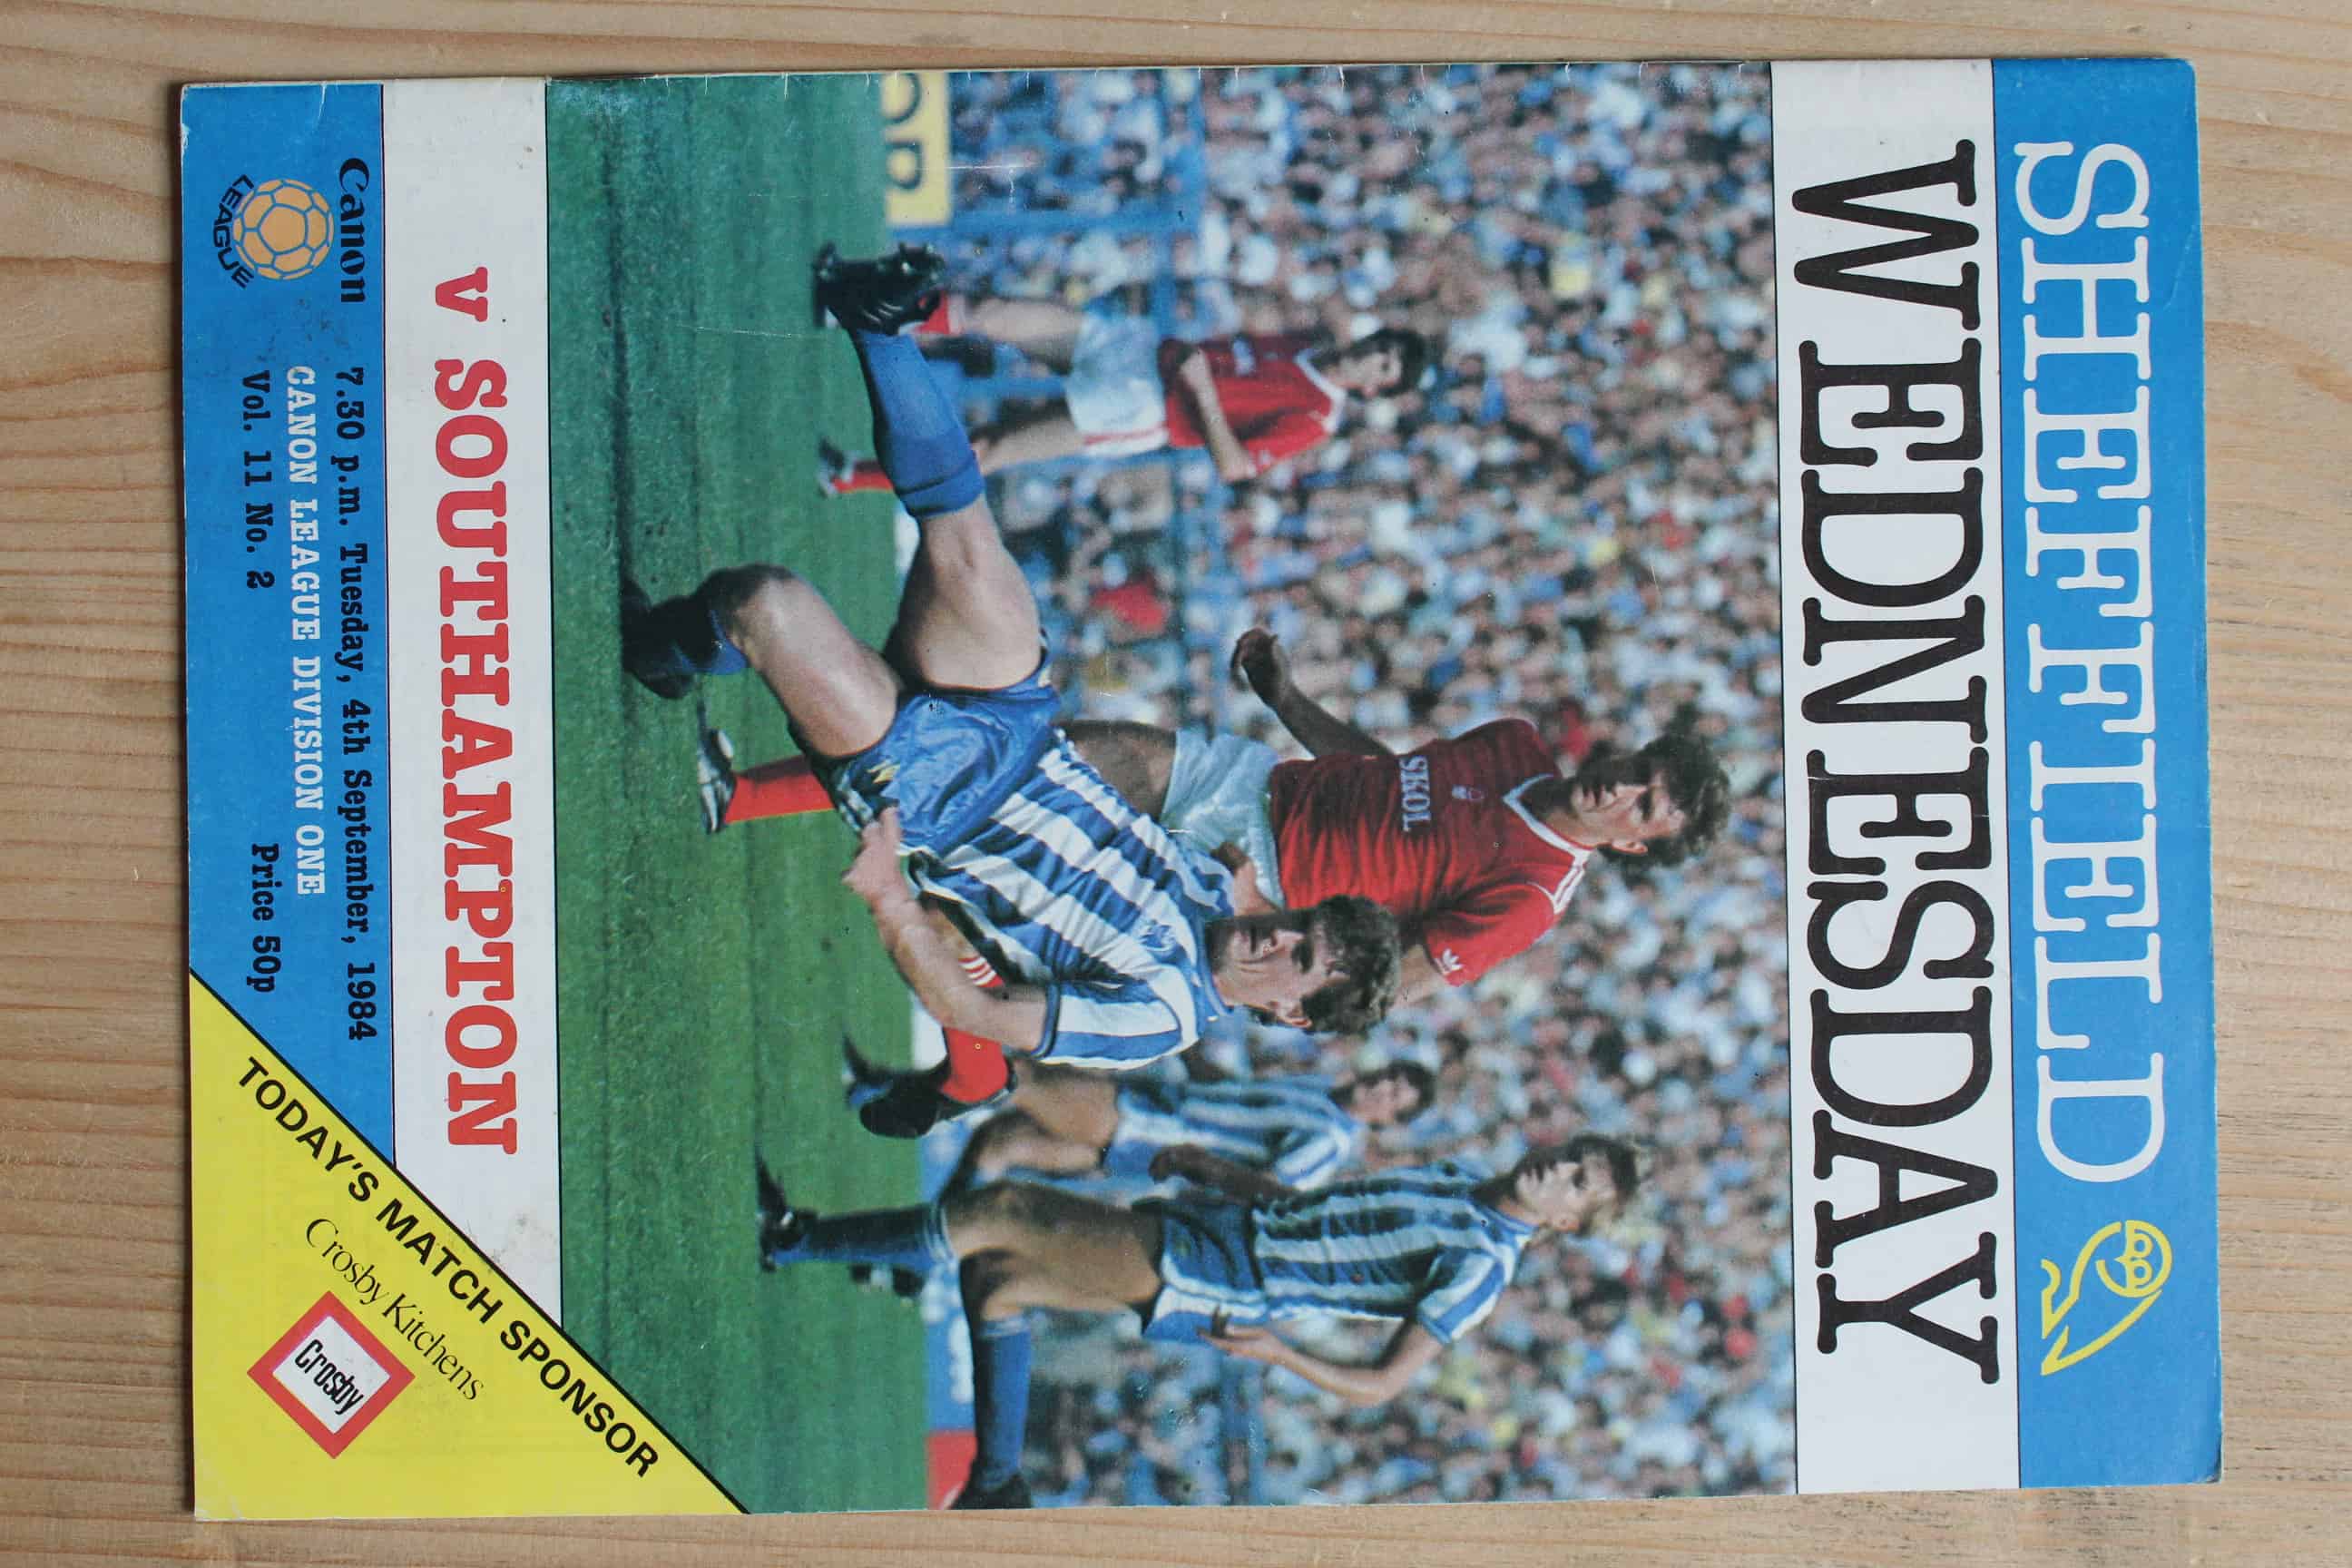 SHEFFIELD
WEDNESDAY
SKOL
v SOUTHAMPTON
Canon
LEAGUE
7.30 p.m. Tuesday, 4th September, 1984
CANON LEAGUE DIVISION ONE
Vol. 11 No. 2
Price 50p
TODAY'S MATCH SPONSOR
Crosby Kitchens
Crosby